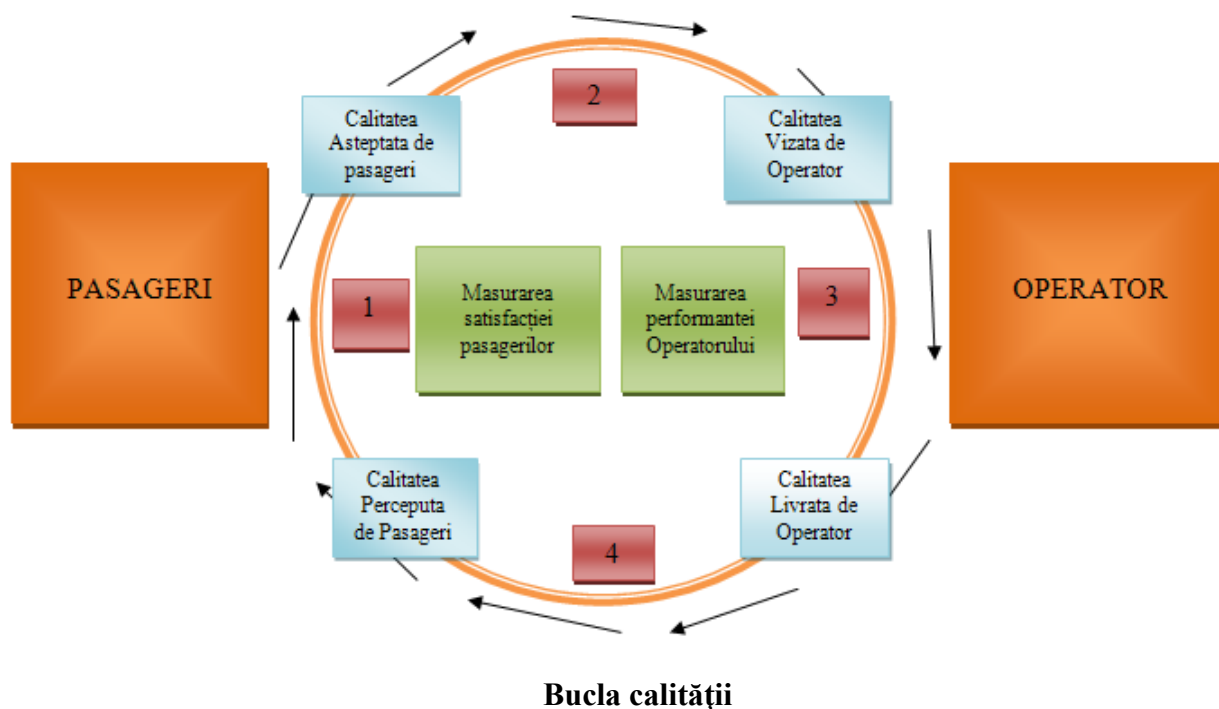 2
Calitatea
Asteptata de
pasageri
Calitatea
Vizata de
Operator
PASAGERI
1
Masurarea
satisfacției
pasagerilor
Masurarea
performantei
Operatorului
3
OPERATOR
Calitatea
Perceputa
de Pasageri
4
Calitatea
Livrata de
Operator
Bucla calității